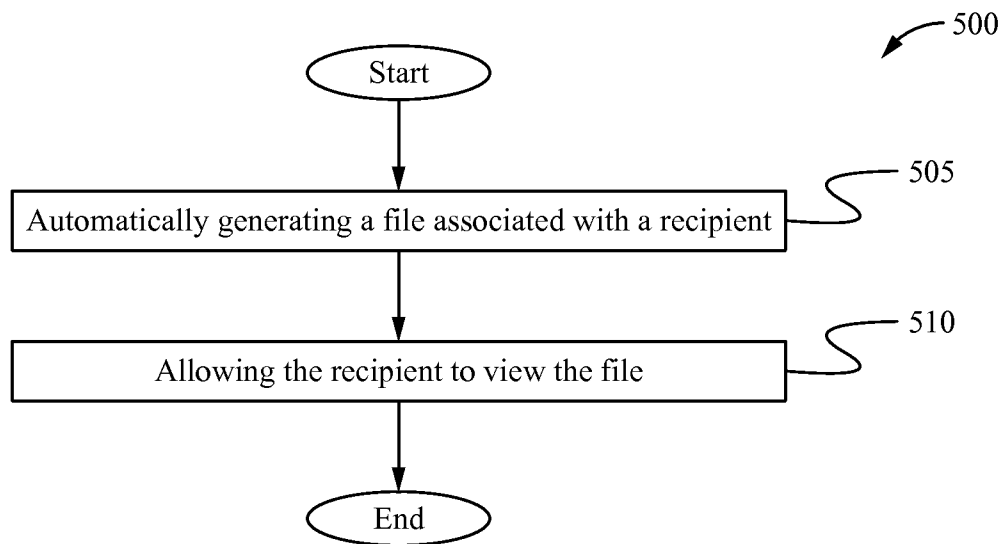 500
Start
505
Automatically generating a file associated with a recipient
510
Allowing the recipient to view the file
End